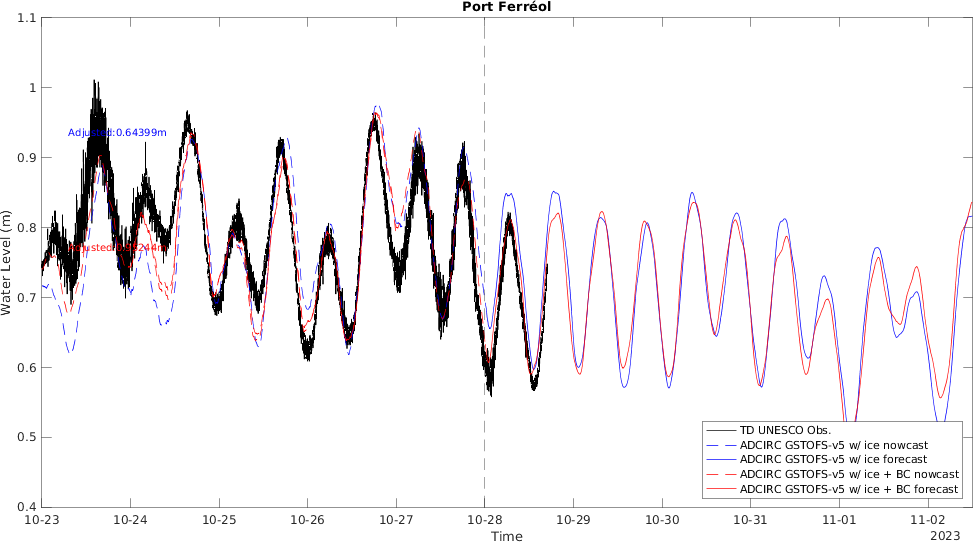 Port Ferréol
1.1
1
0.9
0.8
0.7
0.6
0.5
0.4
Water Level (m)
Adjusted:0.64399m
TD UNESCO Obs.
ADCIRC GSTOFS-v5 w/ ice nowcast
ADCIRC GSTOFS-v5 w/ ice forecast
ADCIRC GSTOFS-v5 w/ ice + BC nowcast
ADCIRC GSTOFS-v5 w/ ice + BC forecast
10-23 10-24 10-25 10-26 10-27 10-28 10-29 10-30 10-31 11-01 11-02
Time
2023